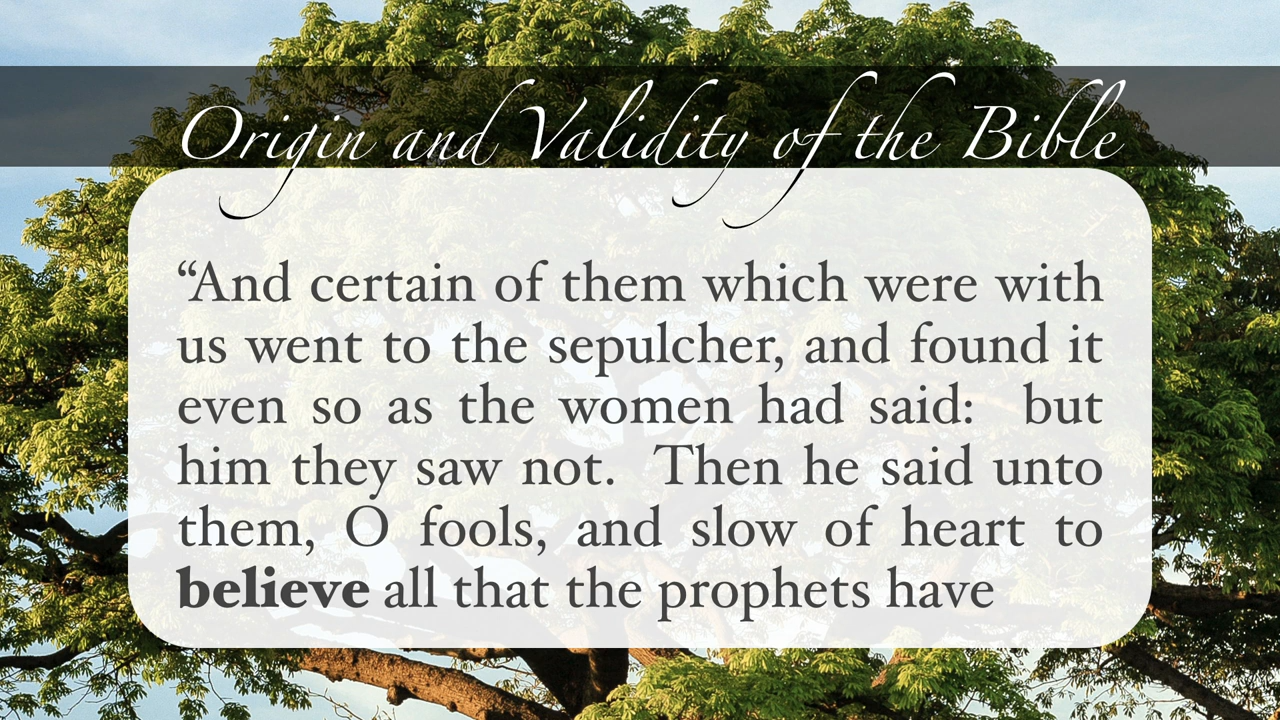 Origin and Validity of the Bible
“And certain of them which were with
us went to the sepulcher, and found it
even so as the women had said:  but
him they saw not.  Then he said unto
them, O fools, and slow of heart to
believe all that the prophets have